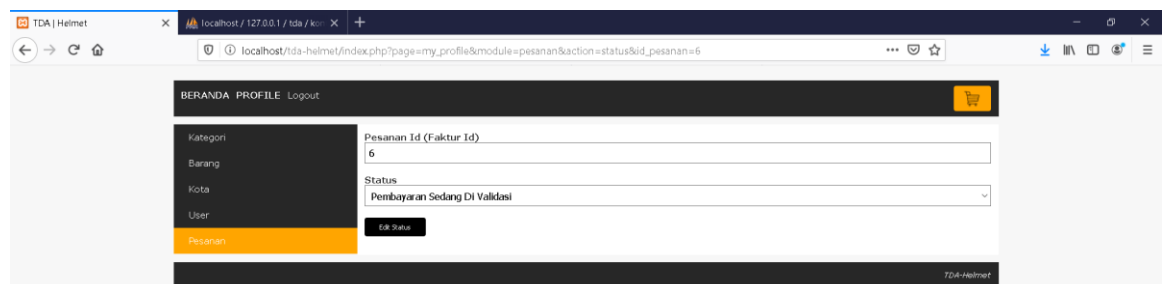 TDA | Helmet
localhost / 127.0.0.1 / tda / kon
localhost/tda-helmet/index.php?page=my_profile&module=pesanan&action=status&id_pesanan=6
BERANDA PROFILE Logout
Kategori
Barang
Kota
User
Pesanan
Pesanan Id (Faktur Id)
6
Status
Pembayaran Sedang Di Validasi
Edit Status
TDA-Helmet